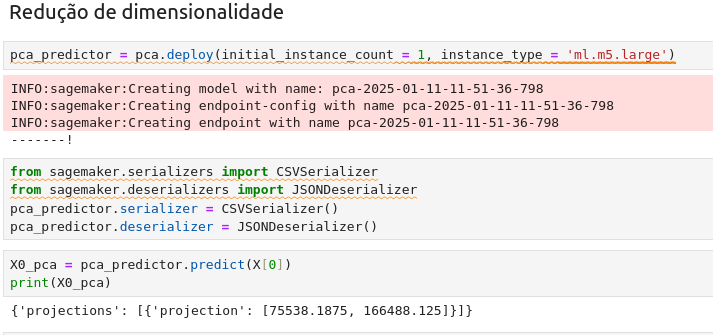 Redução de dimensionalidade
pca_predictor = pca.deploy(initial_instance_count = 1, instance_type = 'ml.m5.large')
INFO:sagemaker:Creating model with name: pca-2025-01-11-11-51-36-798
INFO:sagemaker:Creating endpoint-config with name pca-2025-01-11-11-51-36-798
INFO:sagemaker:Creating endpoint with name pca-2025-01-11-11-51-36-798
-------!
from sagemaker.serializers import CSVSerializer
from sagemaker.deserializers import JSONDeserializer
pca_predictor.serializer = CSVSerializer()
pca_predictor.deserializer = JSONDeserializer()
X0_pca = pca_predictor.predict(X[0])
print(X0_pca)
{'projections': [{'projection': [75538.1875, 166488.125]}]}